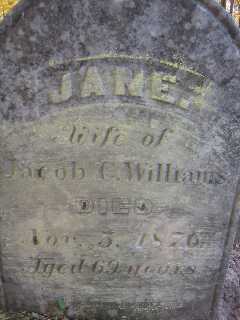 JANE.
Wife of
Jacob C. Williams
DIED
Nov. 5, 1876.
Aged 69 years